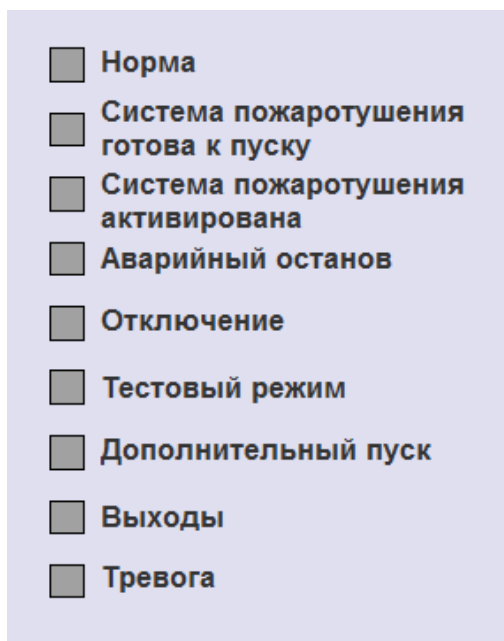 Норма
Система пожаротушения
готова к пуску
Система пожаротушения
активирована
Аварийный останов
Отключение
Тестовый режим
Дополнительный пуск
Выходы
Тревога